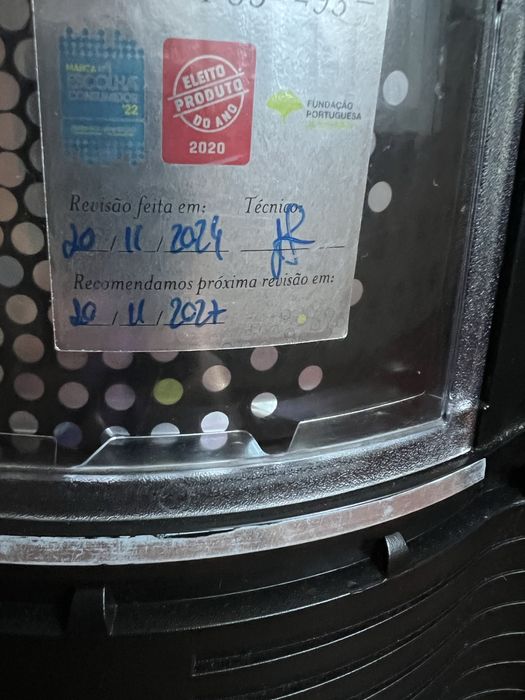 MARCA Nº1
ESCOLHA
CONSUMIDOR
'22
ELEITO
PRODUTO
DO ANO
2020
FUNDAÇÃO
PORTUGUESA
Revisão feita em: Técnico:
20 / 11 / 2024
Recomendamos próxima revisão em:
20 / 11 / 2027